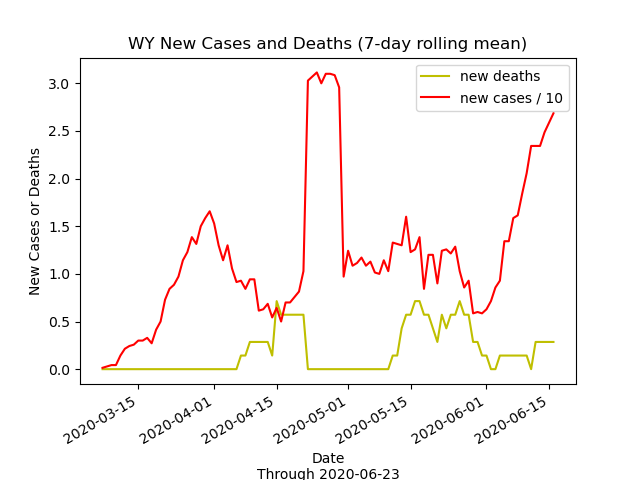 WY New Cases and Deaths (7-day rolling mean)
new deaths
new cases / 10
3.0
2.5
2.0
1.5
1.0
0.5
0.0
New Cases or Deaths
2020-03-15
2020-04-01
2020-04-15
2020-05-01
2020-05-15
2020-06-01
2020-06-15
Date
Through 2020-06-23